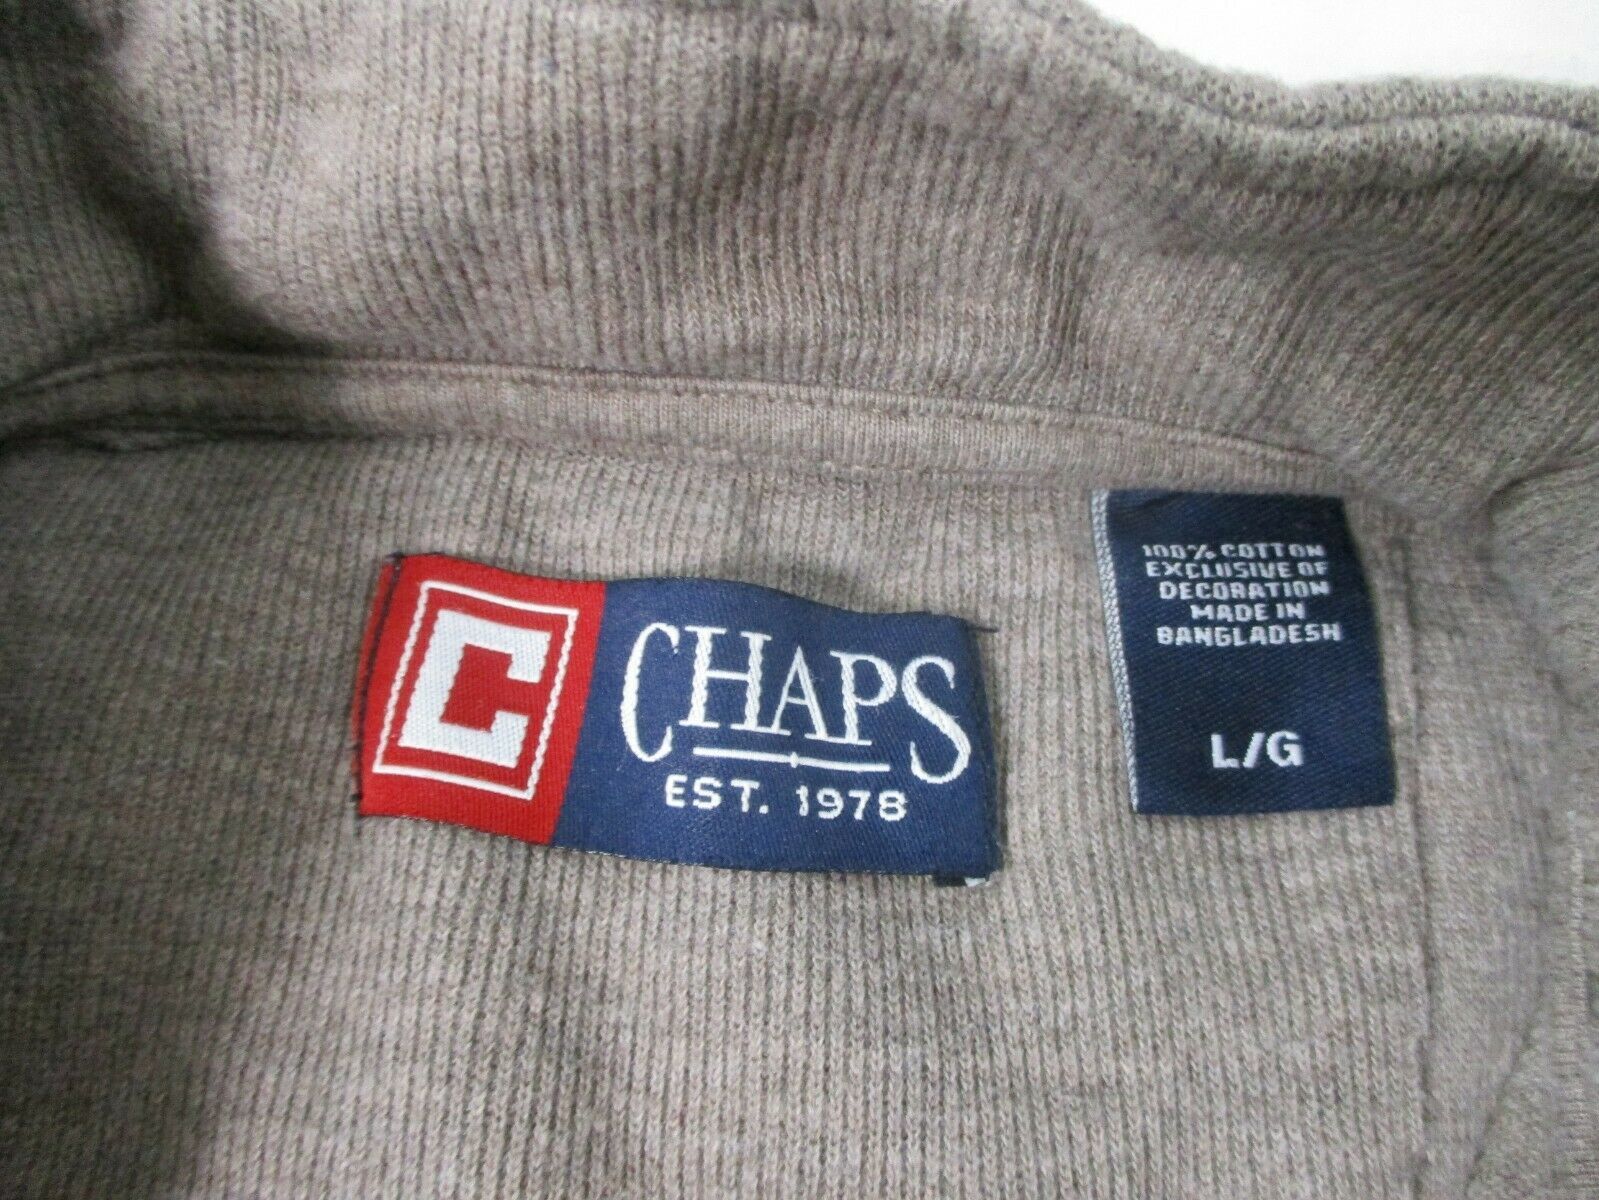 C
CHAPS
EST. 1978
100% COTTON
EXCLUSIVE OF
DECORATION
MADE IN
BANGLADESH
L/G